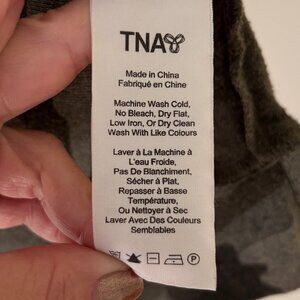 TNA
Made in China
Fabriqué en Chine
Machine Wash Cold,
No Bleach, Dry Flat,
Low Iron, Or Dry Clean
Wash With Like Colours
Laver à La Machine à
L'eau Froide,
Pas De Blanchiment,
Sécher à Plat,
Repasser à Basse
Température,
Ou Nettoyer à Sec
Laver Avec Des Couleurs
Semblables